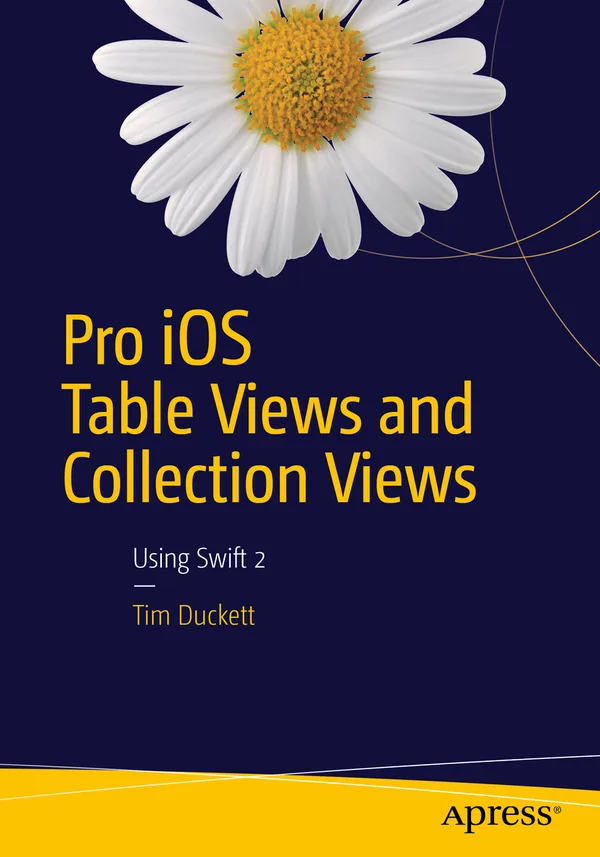 Pro iOS
Table Views and
Collection Views
Using Swift 2
Tim Duckett
Apress®